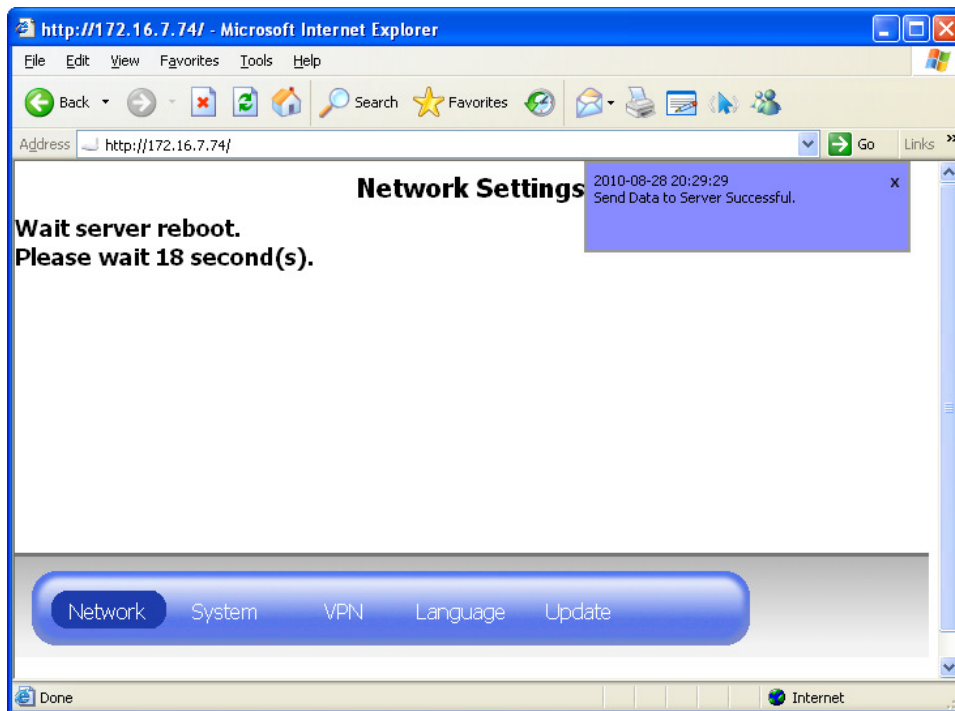 http://172.16.7.74/ - Microsoft Internet Explorer
File Edit View Favorites Tools Help
Back Search Favorites
Address http://172.16.7.74/ Go Links »
Network Settings
2010-08-28 20:29:29 x
Send Data to Server Successful.
Wait server reboot.
Please wait 18 second(s).
Network System VPN Language Update
Done Internet